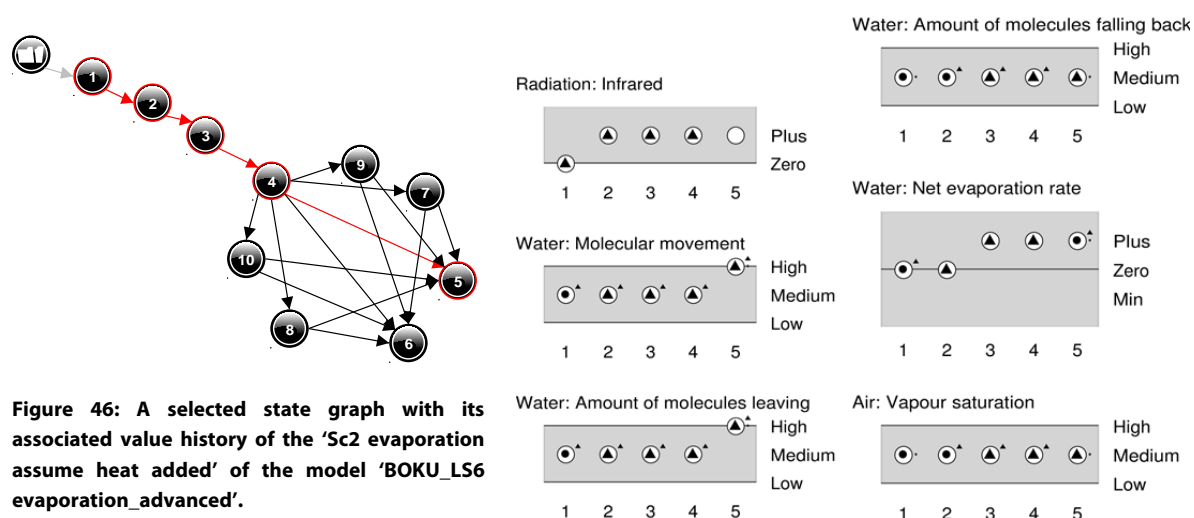 1
2
3
4
9
7
10
5
8
6
Figure 46: A selected state graph with its
associated value history of the ‘Sc2 evaporation
assume heat added’ of the model ‘BOKU_LS6
evaporation_advanced’.
Radiation: Infrared
Plus
Zero
1 2 3 4 5
Water: Molecular movement
High
Medium
Low
1 2 3 4 5
Water: Amount of molecules leaving
High
Medium
Low
1 2 3 4 5
Water: Amount of molecules falling back
High
Medium
Low
1 2 3 4 5
Water: Net evaporation rate
Plus
Zero
Min
1 2 3 4 5
Air: Vapour saturation
High
Medium
Low
1 2 3 4 5